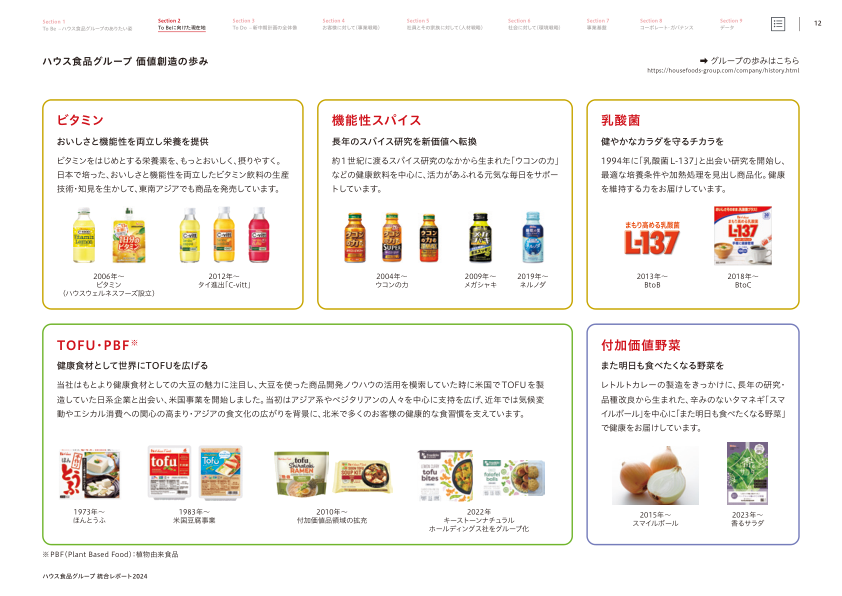 Section 1
To Be －ハウス食品グループのありたい姿
Section 2
To Beに向けた現在地
Section 3
To Do －新中期計画の全体像
Section 4
お客様に対して（事業戦略）
Section 5
社員とその家族に対して（人材戦略）
Section 6
社会に対して（環境戦略）
Section 7
事業基盤
Section 8
コーポレート・ガバナンス
Section 9
データ
12
ハウス食品グループ 価値創造の歩み
➡ グループの歩みはこちら
https://housefoods-group.com/company/history.html
ビタミン
おいしさと機能性を両立し栄養を提供
ビタミンをはじめとする栄養素を、もっとおいしく、摂りやすく。
日本で培った、おいしさと機能性を両立したビタミン飲料の生産
技術・知見を生かして、東南アジアでも商品を発売しています。
2006年～
ビタミン
（ハウスウェルネスフーズ設立）
2012年～
タイ進出「C-vitt」
機能性スパイス
長年のスパイス研究を新価値へ転換
約1世紀に渡るスパイス研究のなかから生まれた「ウコンの力」
などの健康飲料を中心に、活力があふれる元気な毎日をサポー
トしています。
2004年～
ウコンの力
2009年～
メガシャキ
2019年～
ネルノダ
乳酸菌
健やかなカラダを守るチカラを
1994年に「乳酸菌L-137」と出会い研究を開始し、
最適な培養条件や加熱処理を見出し商品化。健康
を維持する力をお届けしています。
まもり高める乳酸菌
L-137
2013年～
BtoB
2018年～
BtoC
TOFU・PBF※
健康食材として世界にTOFUを広げる
当社はもとより健康食材としての大豆の魅力に注目し、大豆を使った商品開発ノウハウの活用を模索していた時に米国でTOFUを製
造していた日系企業と出会い、米国事業を開始しました。当初はアジア系やベジタリアンの人々を中心に支持を広げ、近年では気候変
動やエシカル消費への関心の高まり・アジアの食文化の広がりを背景に、北米で多くのお客様の健康的な食習慣を支えています。
ほん
とうふ
tofu
Tofu
tofu
Shirataki
RAMEN
SOUP KIT
tofu
bites
1973年～
ほんとうふ
1983年～
米国豆腐事業
2010年～
付加価値品領域の拡充
2022年
キーストーンナチュラル
ホールディングス社をグループ化
付加価値野菜
また明日も食べたくなる野菜を
レトルトカレーの製造をきっかけに、長年の研究・
品種改良から生まれた、辛みのないタマネギ「スマ
イルボール」を中心に「また明日も食べたくなる野菜」
で健康をお届けしています。
2015年～
スマイルボール
2023年～
香るサラダ
※PBF（Plant Based Food）：植物由来食品
ハウス食品グループ 統合レポート2024